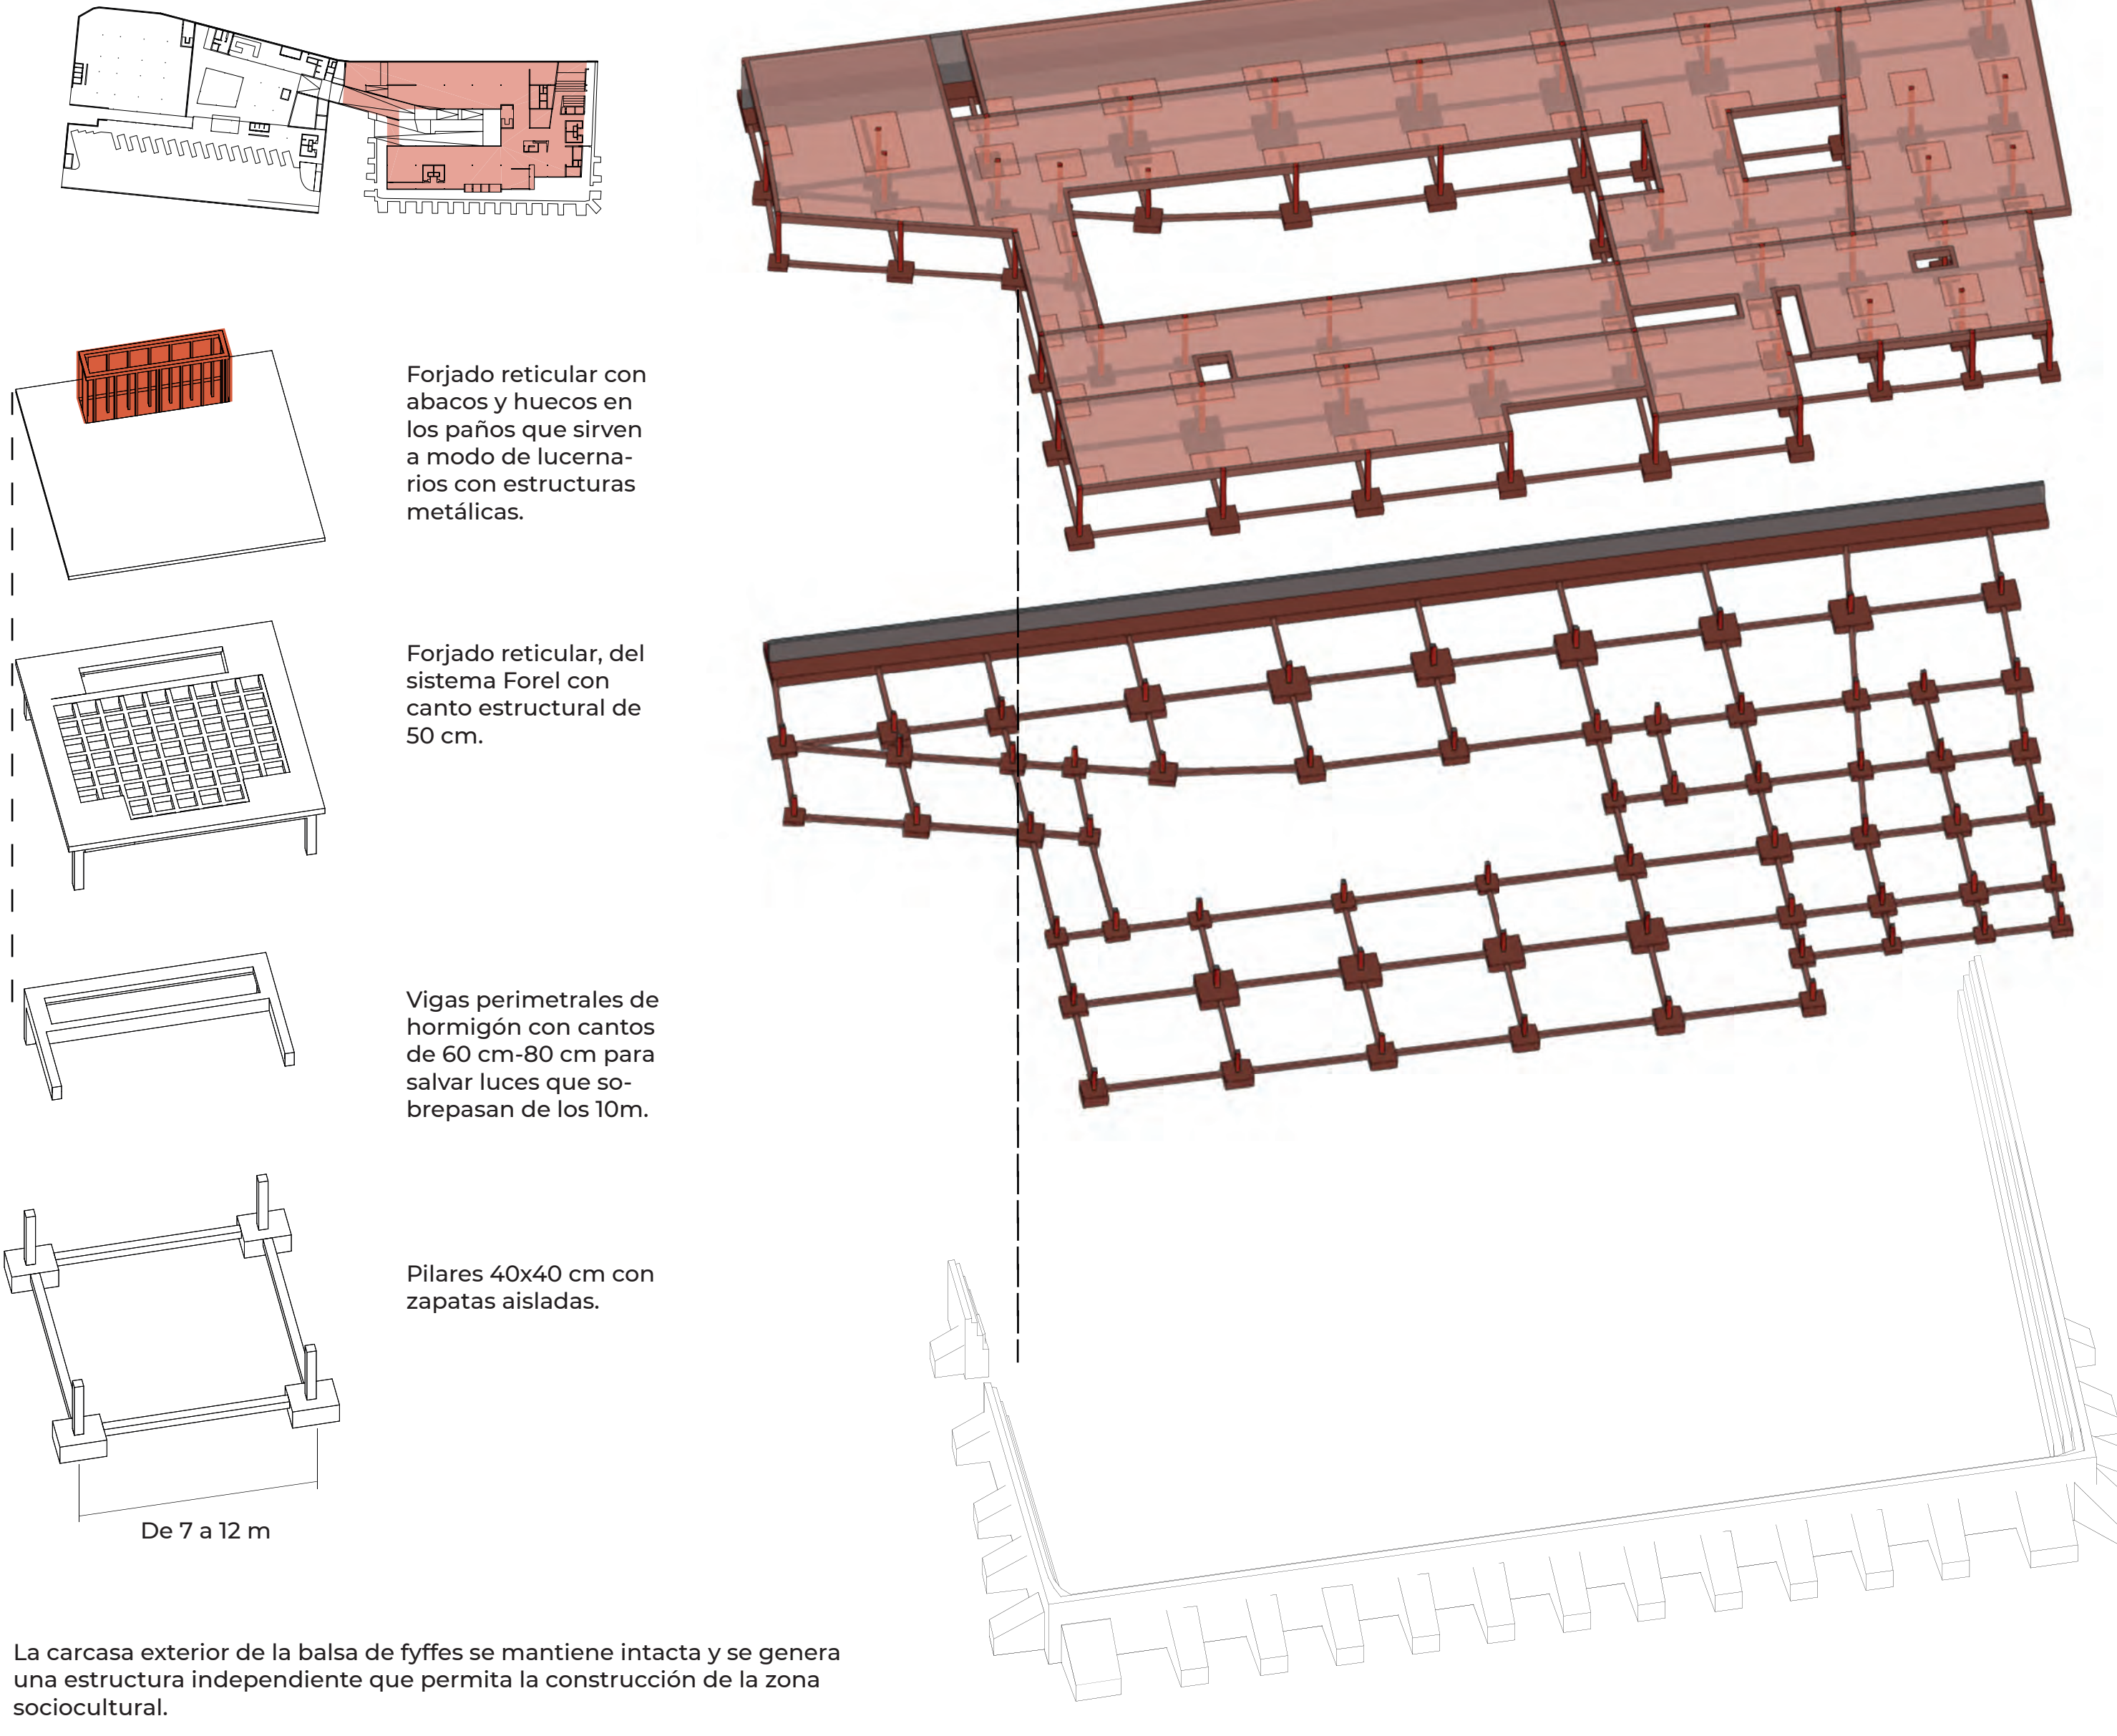 Forjado reticular con
abacos y huecos en
los paños que sirven
a modo de lucerna-
rios con estructuras
metálicas.
Forjado reticular, del
sistema Forel con
canto estructural de
50 cm.
Vigas perimetrales de
hormigón con cantos
de 60 cm-80 cm para
salvar luces que so-
brepasan de los 10m.
Pilares 40x40 cm con
zapatas aisladas.
De 7 a 12 m
La carcasa exterior de la balsa de fyffes se mantiene intacta y se genera
una estructura independiente que permita la construcción de la zona
sociocultural.